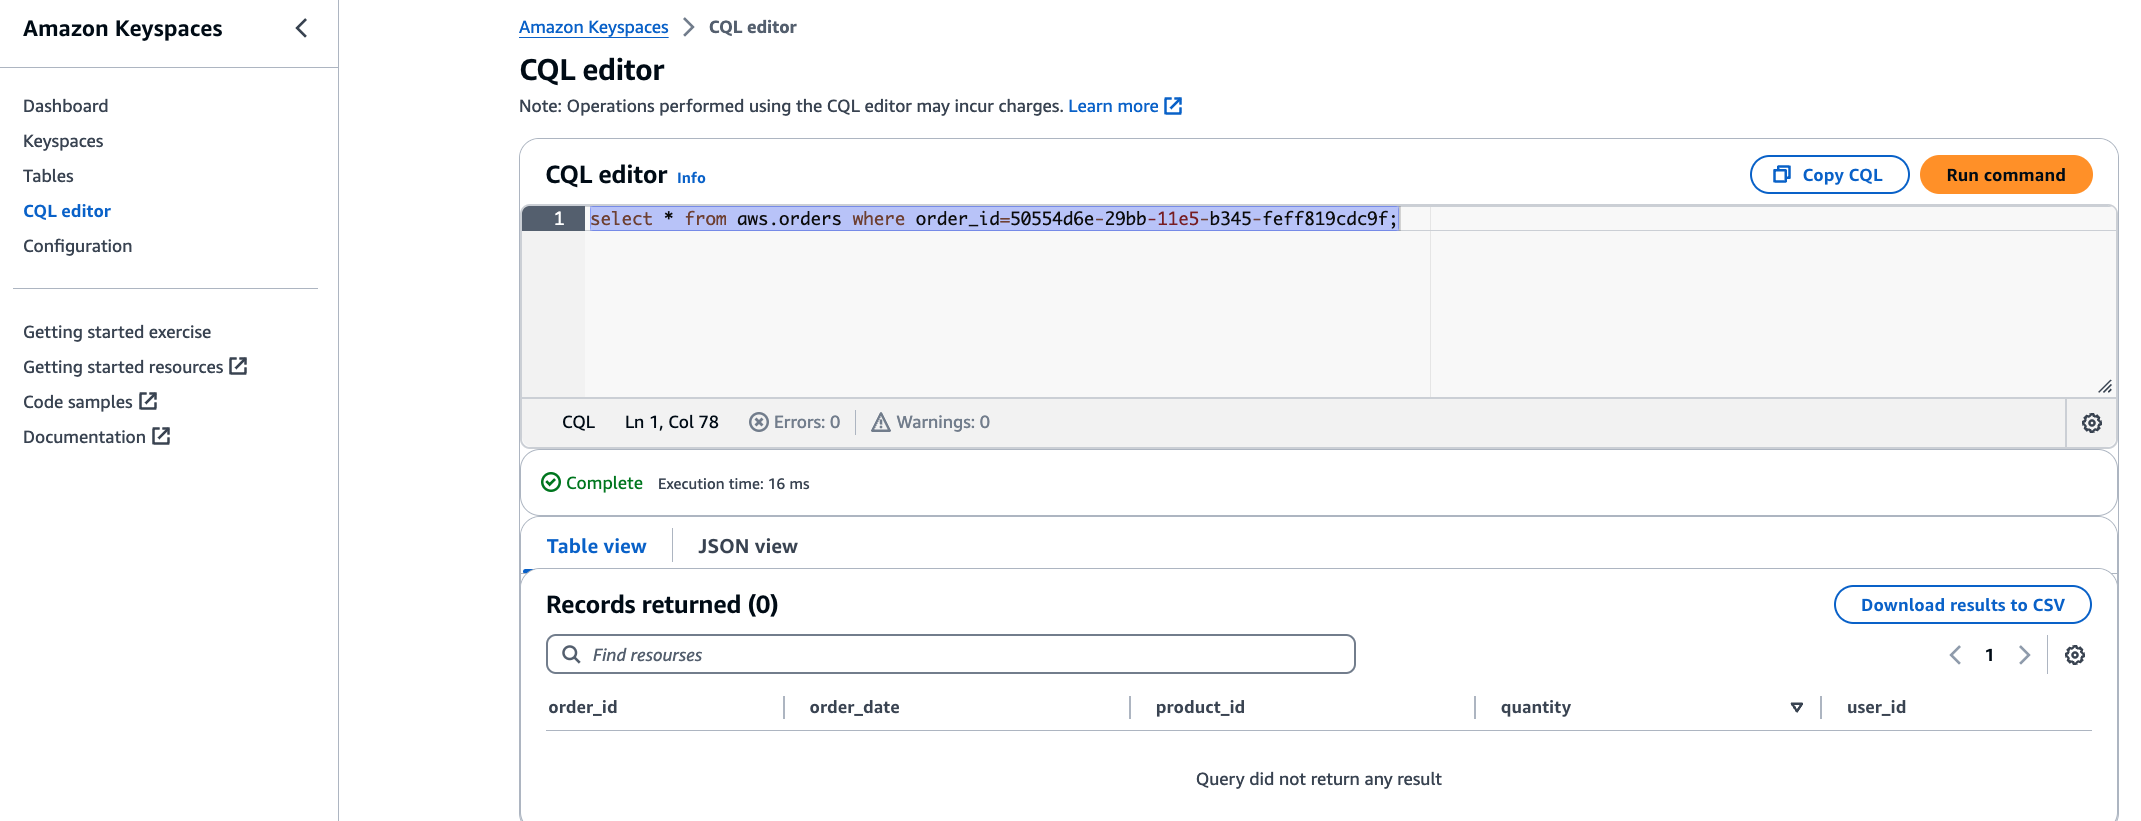 Amazon Keyspaces
Dashboard
Keyspaces
Tables
CQL editor
Configuration
Getting started exercise
Getting started resources
Code samples
Documentation
Amazon Keyspaces > CQL editor
CQL editor
Note: Operations performed using the CQL editor may incur charges. Learn more
CQL editor Info
Copy CQL
Run command
1 select * from aws.orders where order_id=50554d6e-29bb-11e5-b345-feff819cdc9f;
CQL Ln 1, Col 78 Errors: 0 Warnings: 0
Complete Execution time: 16 ms
Table view JSON view
Records returned (0)
Download results to CSV
Find resourses
1
order_id order_date product_id quantity user_id
Query did not return any result